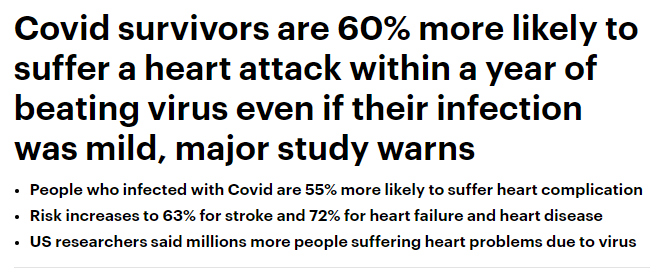 Covid survivors are 60% more likely to
suffer a heart attack within a year of
beating virus even if their infection
was mild, major study warns
• People who infected with Covid are 55% more likely to suffer heart complication
• Risk increases to 63% for stroke and 72% for heart failure and heart disease
• US researchers said millions more people suffering heart problems due to virus